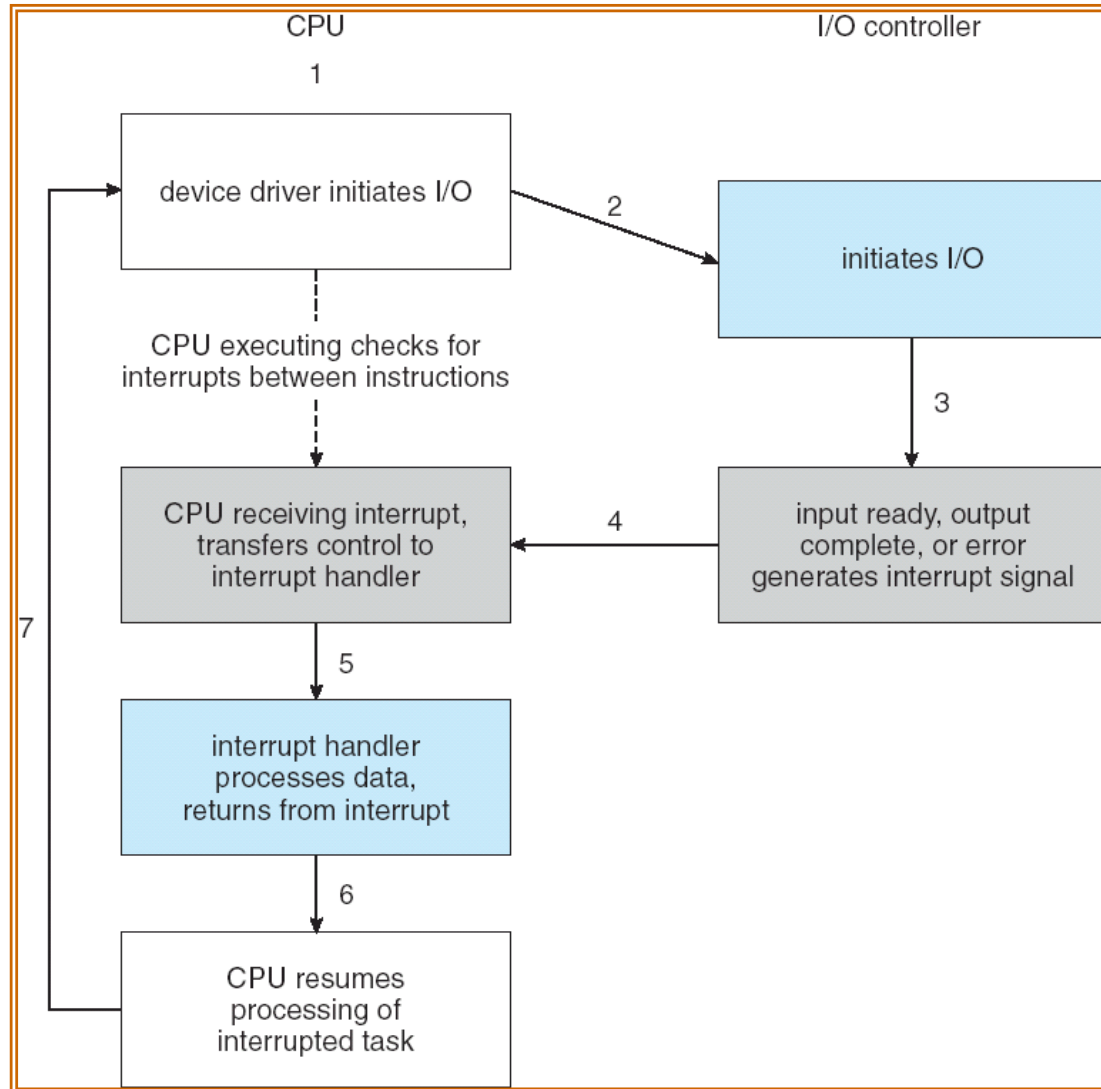 CPU
I/O controller
1
device driver initiates I/O
2
initiates I/O
CPU executing checks for
interrupts between instructions
3
CPU receiving interrupt,
transfers control to
interrupt handler
4
input ready, output
complete, or error
generates interrupt signal
7
5
interrupt handler
processes data,
returns from interrupt
6
CPU resumes
processing of
interrupted task